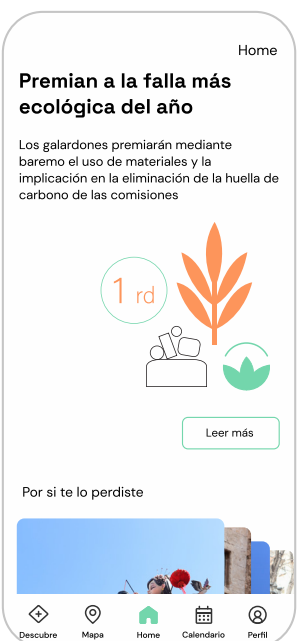 Home
Premian a la falla más
ecológica del año
Los galardones premiarán mediante
baremo el uso de materiales y la
implicación en la eliminación de la huella de
carbono de las comisiones
1 rd
Leer más
Por si te lo perdiste
Descubre Mapa Home Calendario Perfil